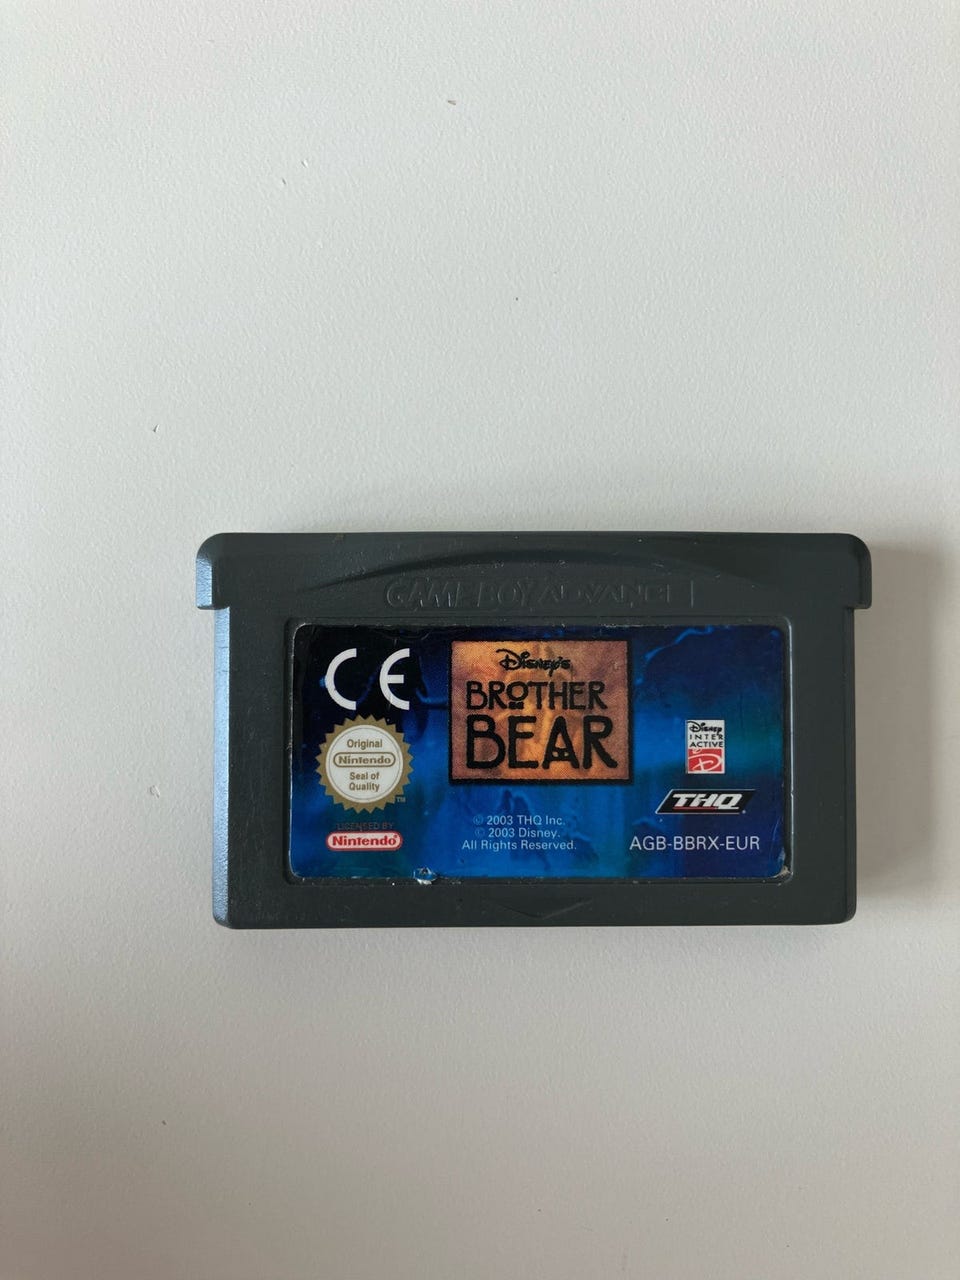 GAME BOY ADVANCE
CE
Disney's
BROTHER
BEAR
Original
Nintendo
Seal of
Quality
TM
LICENSED BY
Nintendo
© 2003 THQ Inc.
© 2003 Disney.
All Rights Reserved.
Disney
INTER
ACTIVE
D
THQ
AGB-BBRX-EUR